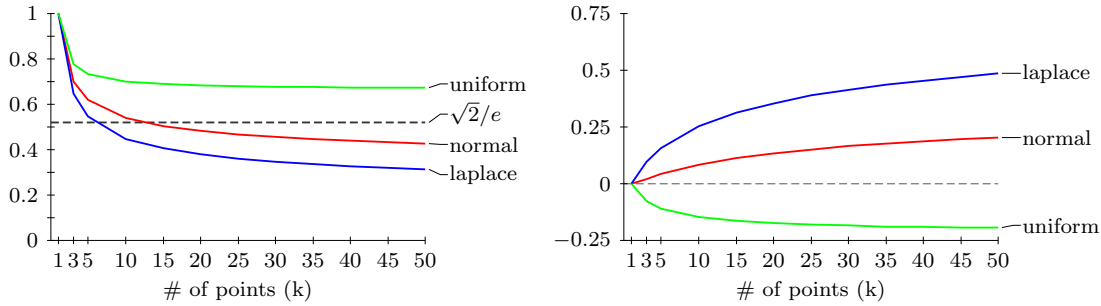 1
0.8
0.6
0.4
0.2
0
uniform
√2/e
normal
laplace
1 3 5 10 15 20 25 30 35 40 45 50
# of points (k)
0.75
0.5
0.25
0
−0.25
laplace
normal
uniform
1 3 5 10 15 20 25 30 35 40 45 50
# of points (k)